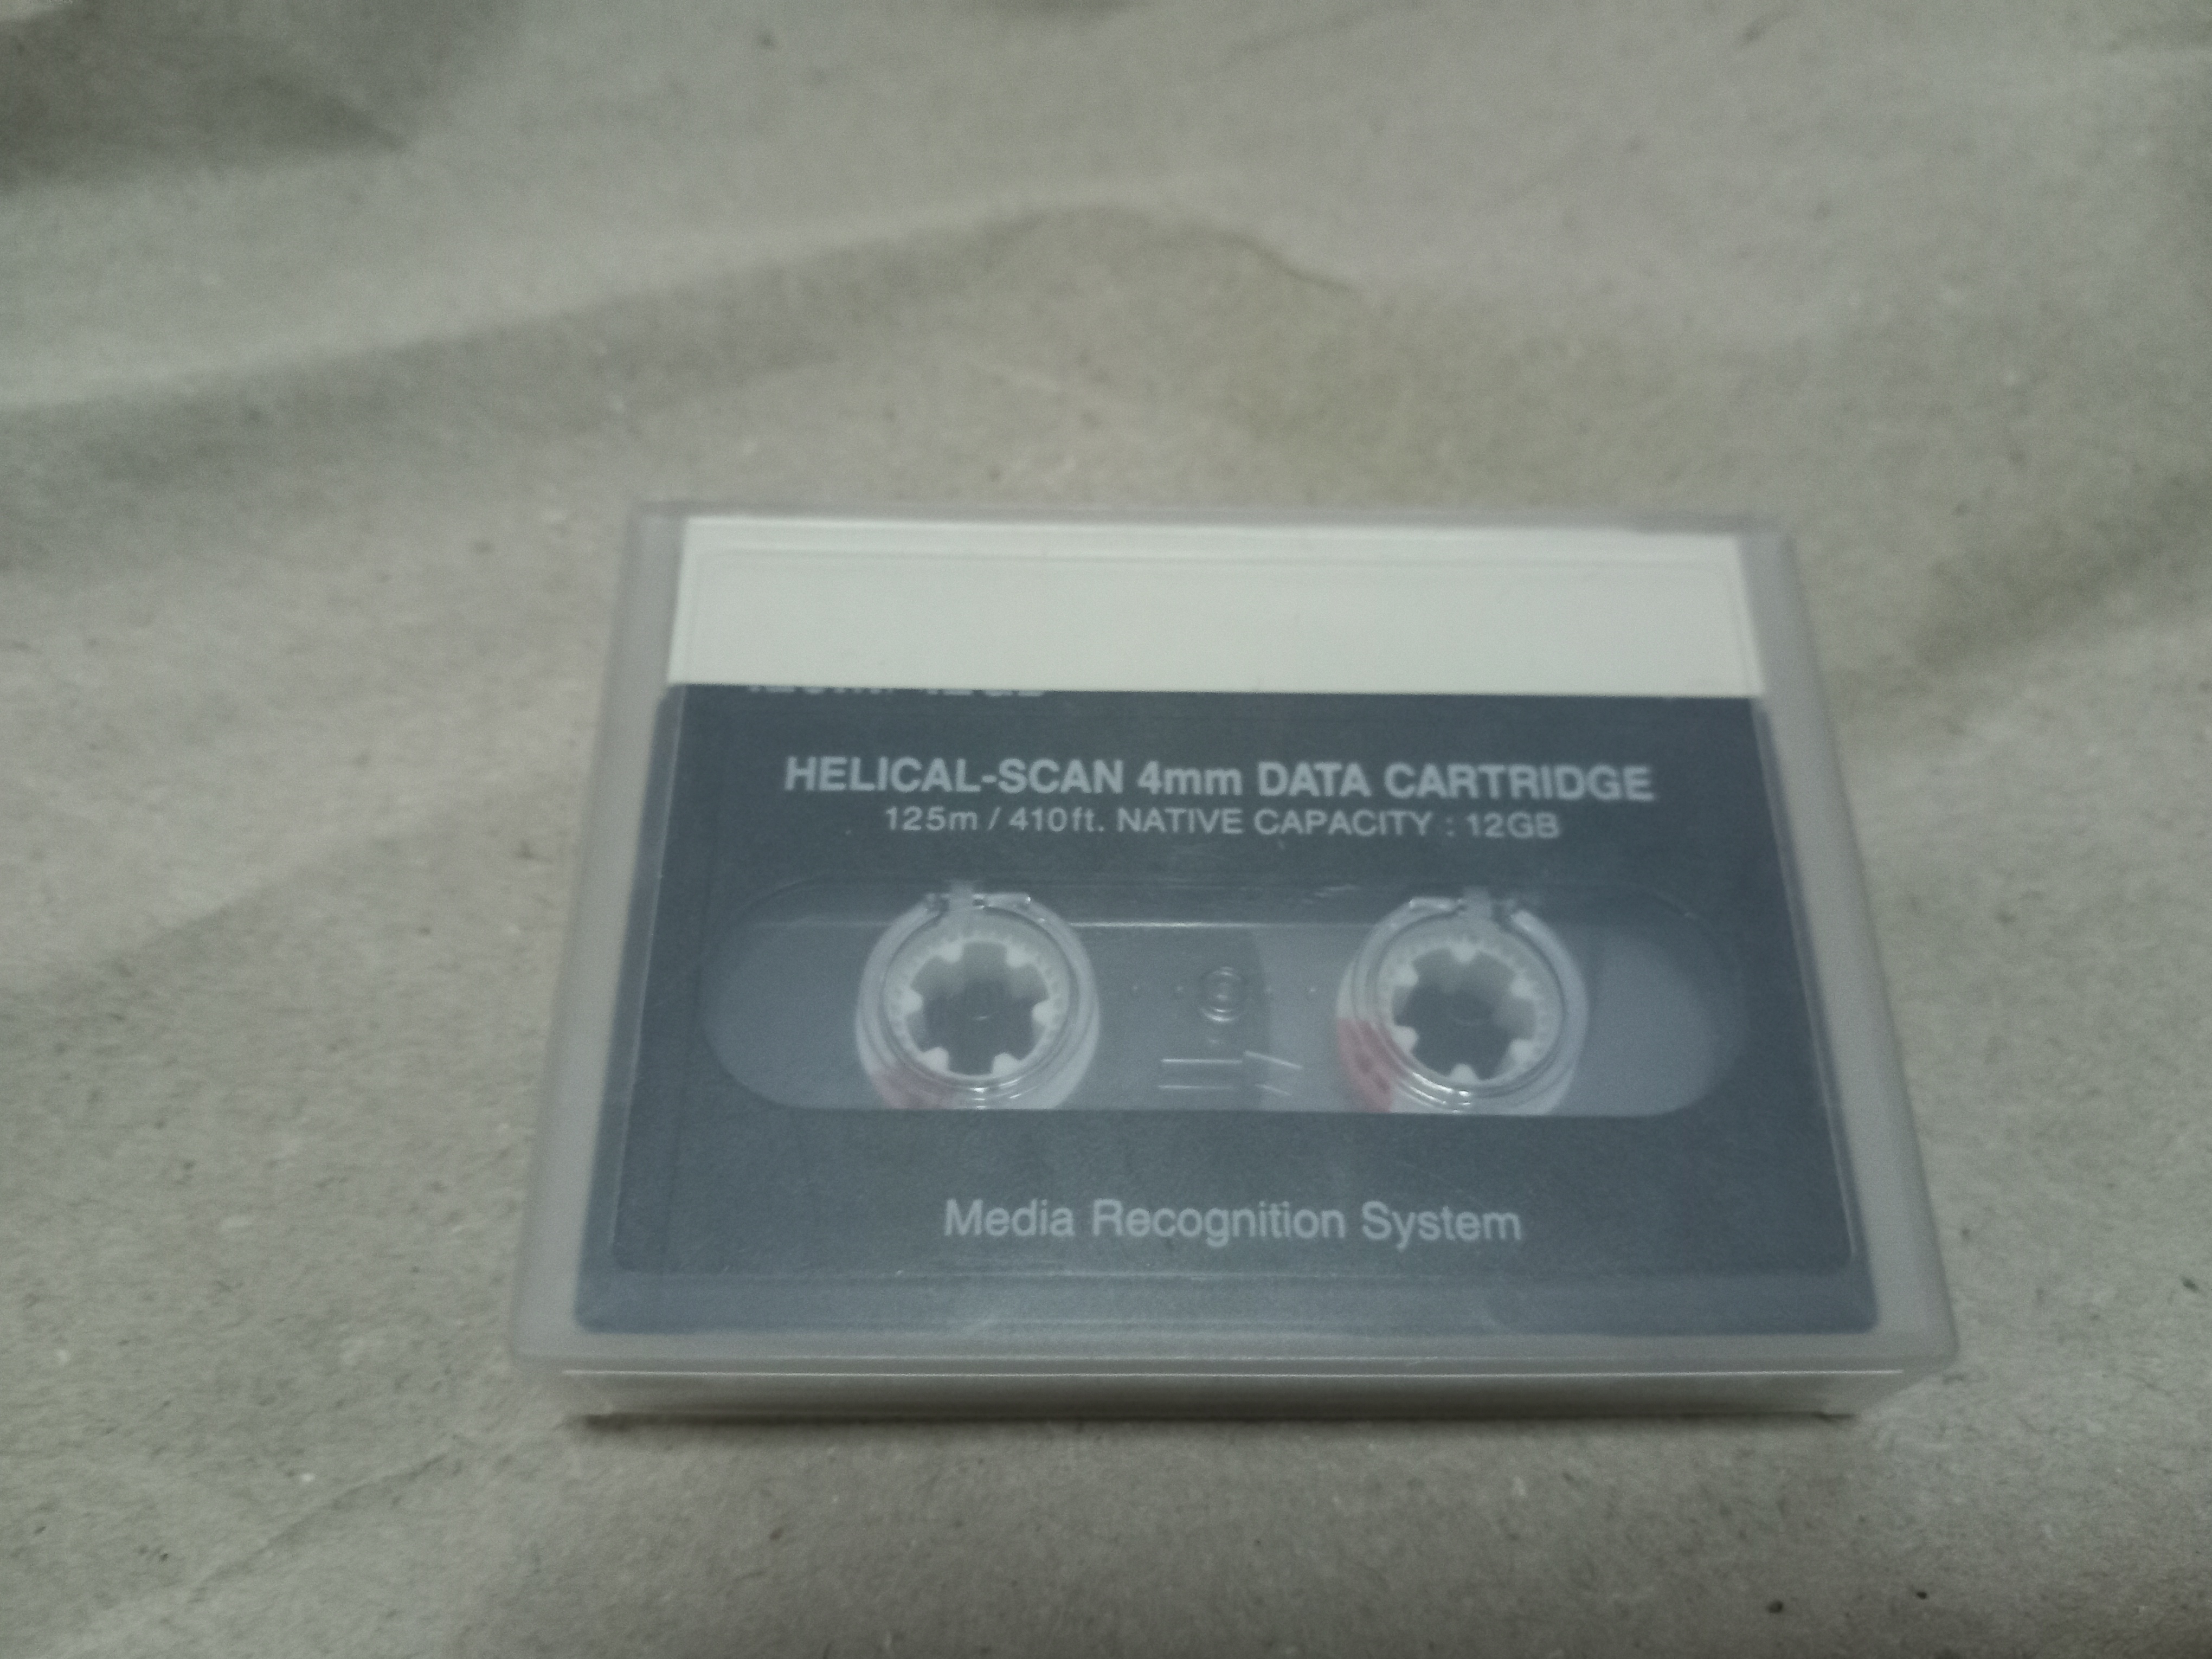 HELICAL-SCAN 4mm DATA CARTRIDGE
125m / 410ft. NATIVE CAPACITY : 12GB
Media Recognition System